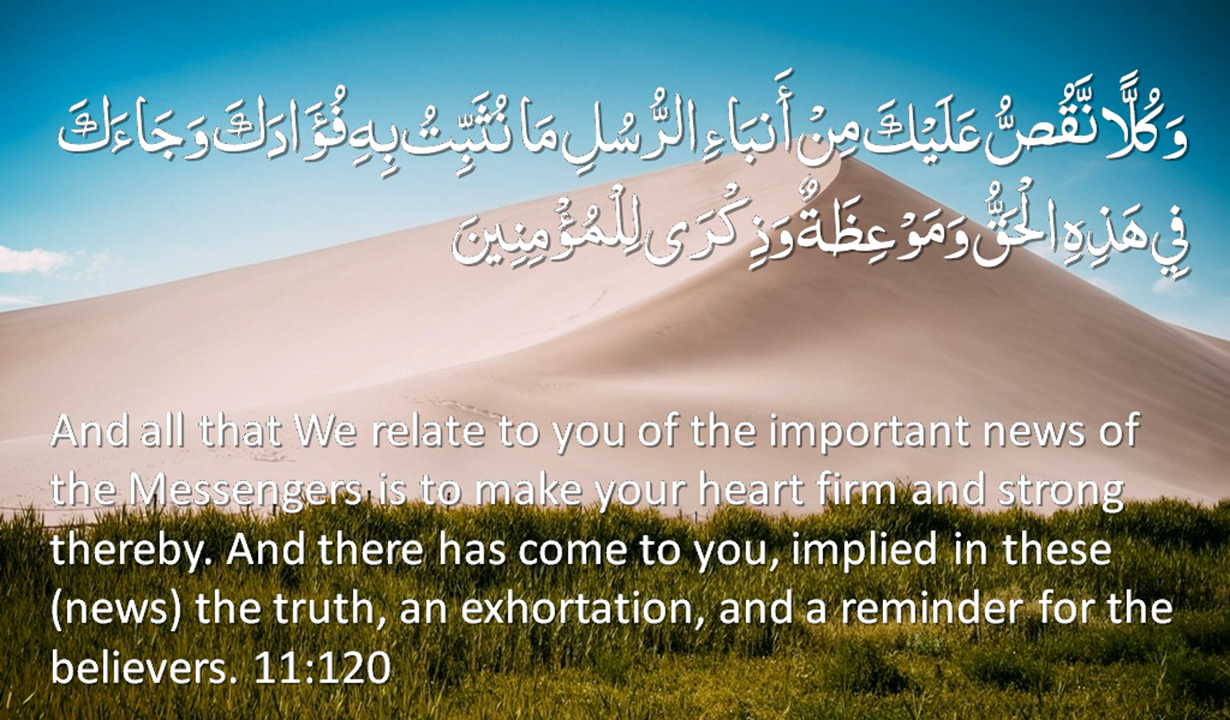 وَكُلًّا نَّقُصُّ عَلَيْكَ مِنْ أَنبَاءِ الرُّسُلِ مَا نُثَبِّتُ بِهِ فُؤَادَكَ وَجَاءَكَ
فِي هَذِهِ الْحَقُّ وَمَوْعِظَةٌ وَذِكْرَى لِلْمُؤْمِنِينَ
And all that We relate to you of the important news of
the Messengers is to make your heart firm and strong
thereby. And there has come to you, implied in these
(news) the truth, an exhortation, and a reminder for the
believers. 11:120